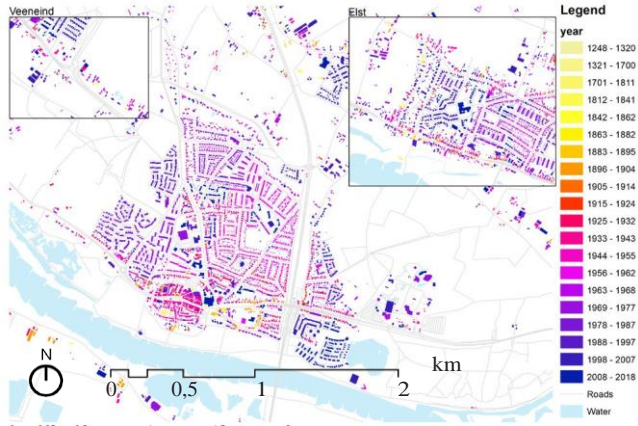 Veeneind
Elst
Legend
year
1248 - 1320
1321 - 1700
1701 - 1811
1812 - 1841
1842 - 1862
1863 - 1882
1883 - 1895
1896 - 1904
1905 - 1914
1915 - 1924
1925 - 1932
1933 - 1943
1944 - 1955
1956 - 1962
1963 - 1968
1969 - 1977
1978 - 1987
1988 - 1997
1998 - 2007
2008 - 2018
Roads
Water
N
km
0 0,5 1 2